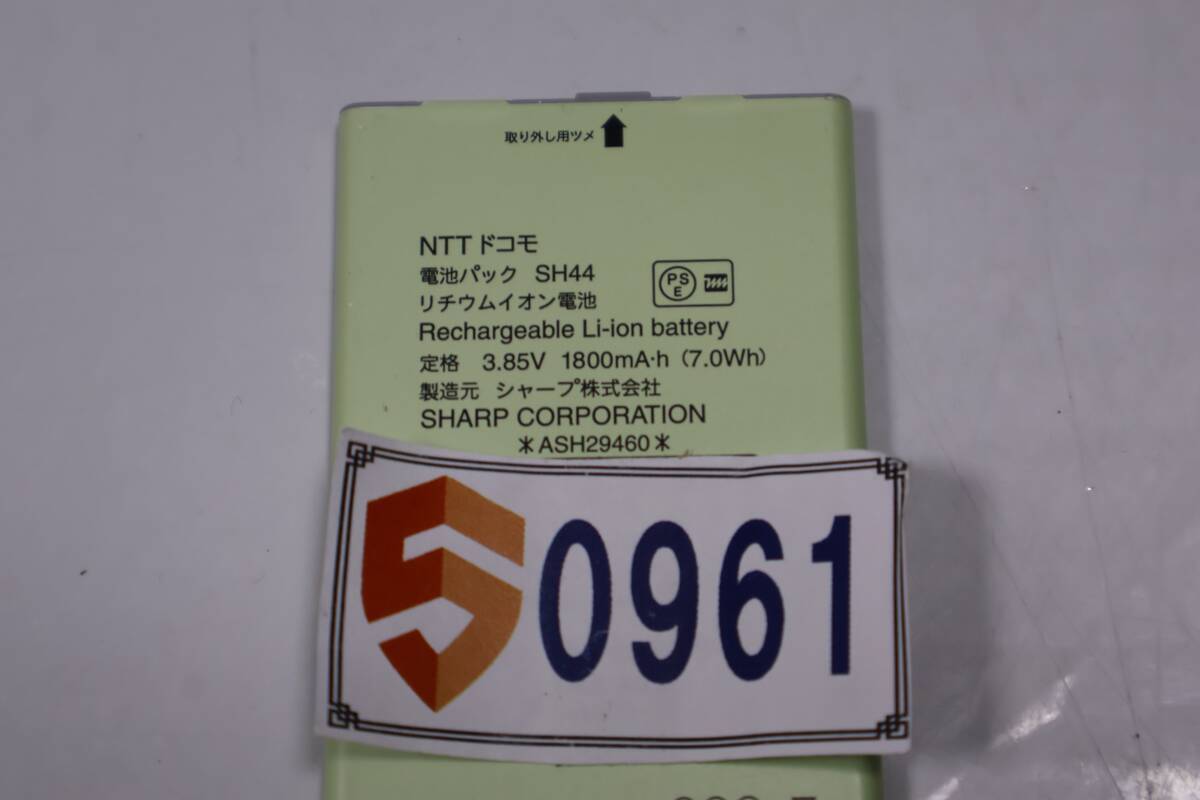 取り外し用ツメ
NTT ドコモ
電池パック SH44
リチウムイオン電池
PS
E
Rechargeable Li-ion battery
定格 3.85V 1800mA·h (7.0Wh)
製造元 シャープ株式会社
SHARP CORPORATION
＊ASH29460＊
0961